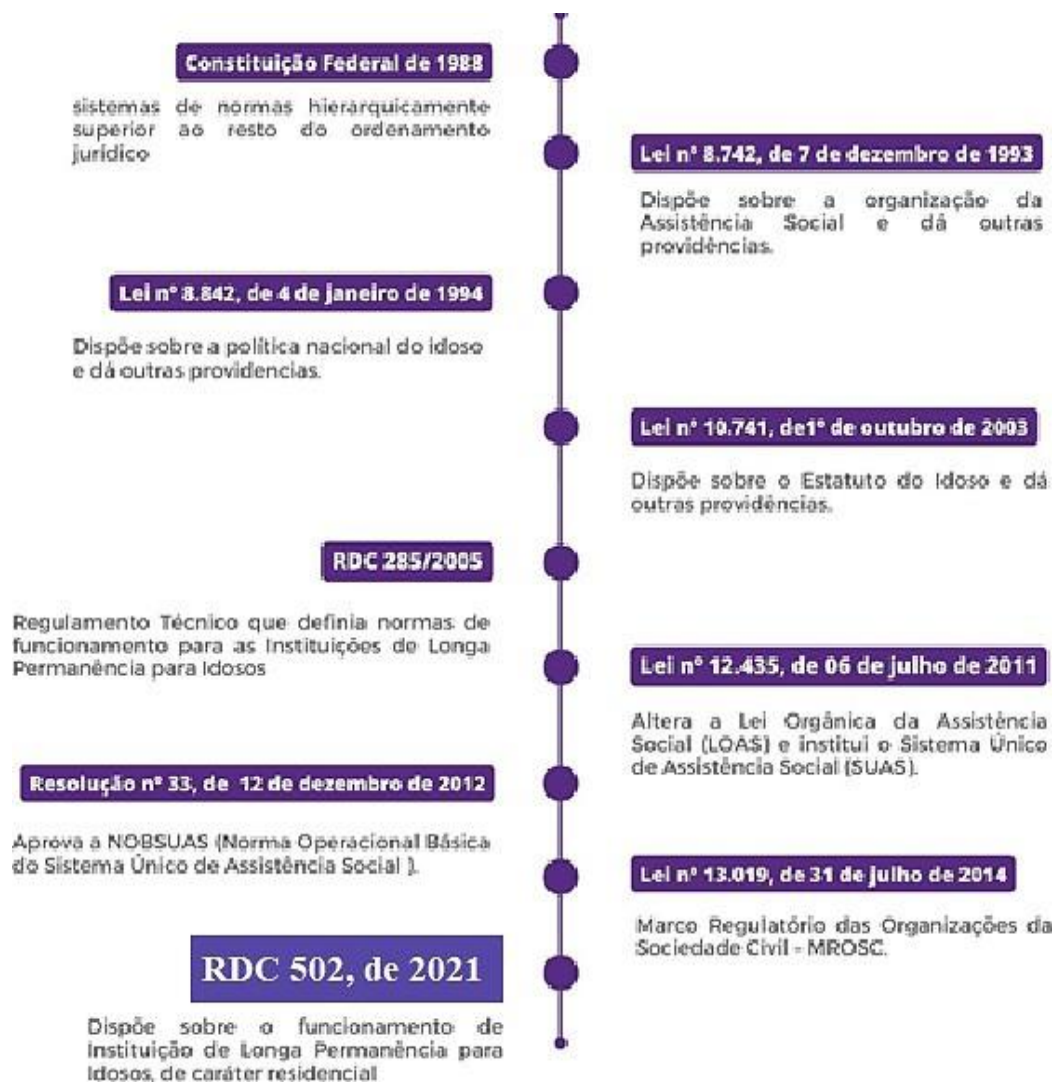 Constituição Federal de 1988
sistemas de normas hierarquicamente
superior ao resto do ordenamento
jurídico
Lei nº 8.742, de 7 de dezembro de 1993
Dispõe sobre a organização da
Assistência Social e dá outras
providências.
Lei nº 8.842, de 4 de janeiro de 1994
Dispõe sobre a política nacional do idoso
e dá outras providencias.
Lei nº 10.741, de1º de outubro de 2003
Dispõe sobre o Estatuto do Idoso e dá
outras providências.
RDC 285/2005
Regulamento Técnico que definia normas de
funcionamento para as Instituições de Longa
Permanência para Idosos
Lei nº 12.435, de 06 de julho de 2011
Altera a Lei Orgânica da Assistência
Social (LOAS) e institui o Sistema Único
de Assistência Social (SUAS).
Resolução nº 33, de 12 de dezembro de 2012
Aprova a NOBSUAS (Norma Operacional Básica
do Sistema Único de Assistência Social ).
Lei nº 13.019, de 31 de julho de 2014
Marco Regulatório das Organizações da
Sociedade Civil - MROSC.
RDC 502, de 2021
Dispõe sobre o funcionamento de
Instituição de Longa Permanência para
Idosos, de caráter residencial